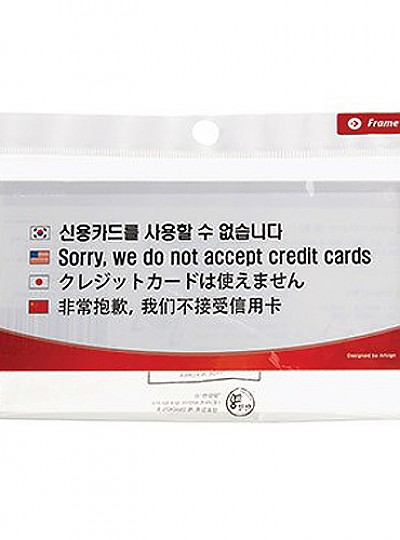 Frame
신용카드를 사용할 수 없습니다
Sorry, we do not accept credit cards
クレジットカードは使えません
非常抱歉, 我们不接受信用卡
Designed by Artsign